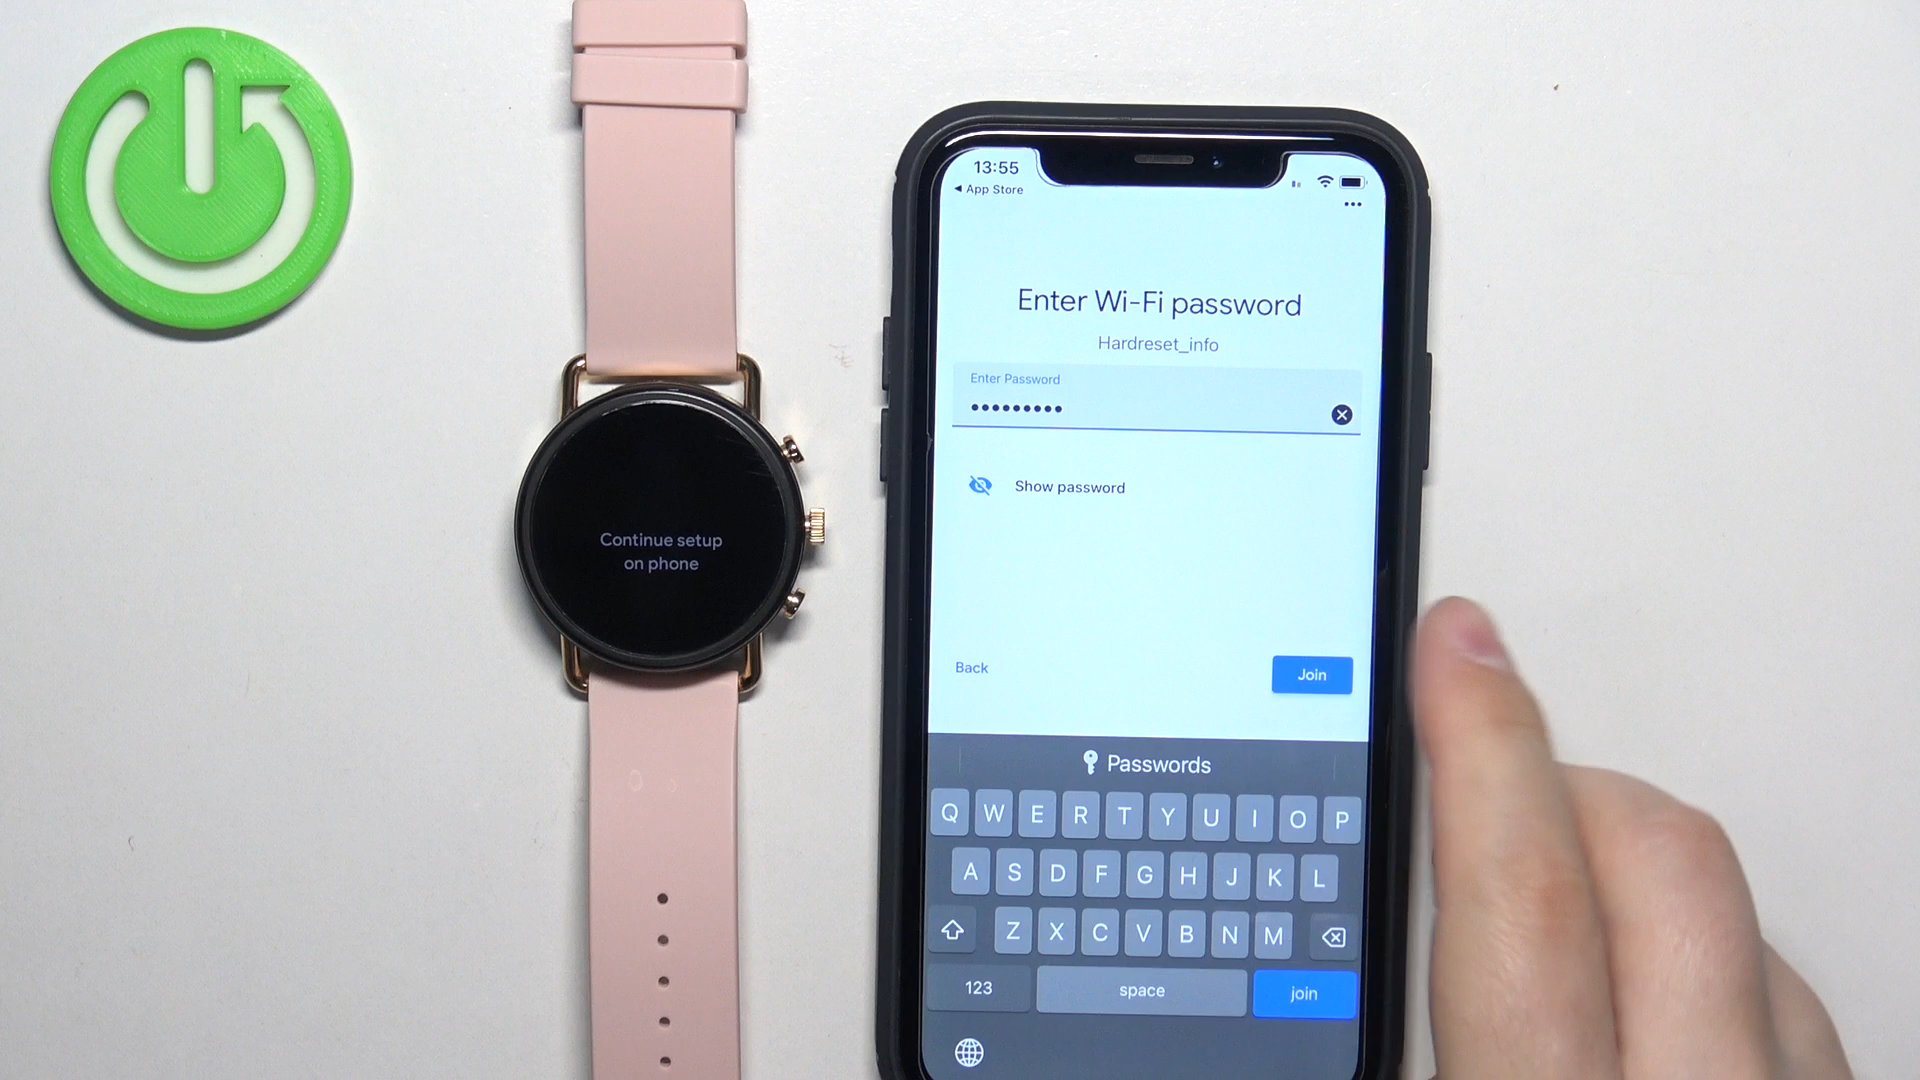 Continue setup
on phone
13:55
◀ App Store
Enter Wi-Fi password
Hardreset_info
Enter Password
•••••••••
Show password
Back
Join
Passwords
Q W E R T Y U I O P
A S D F G H J K L
Z X C V B N M
123 space join